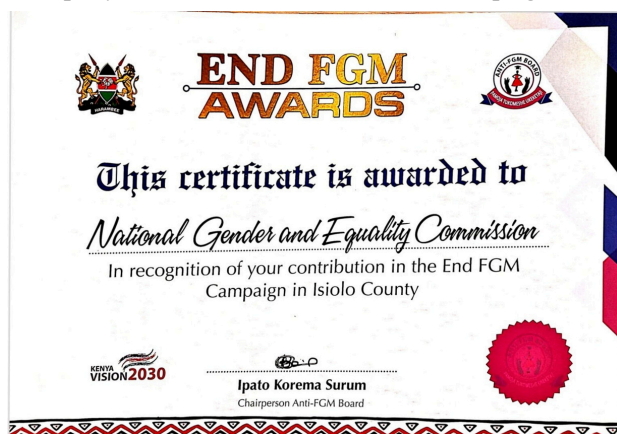 END FGM
AWARDS
HARAMBEE
ANTI-FGM BOARD
This certificate is awarded to
National Gender and Equality Commission
In recognition of your contribution in the End FGM
Campaign in Isiolo County
KENYA
VISION2030
Ipato Korema Surum
Chairperson Anti-FGM Board